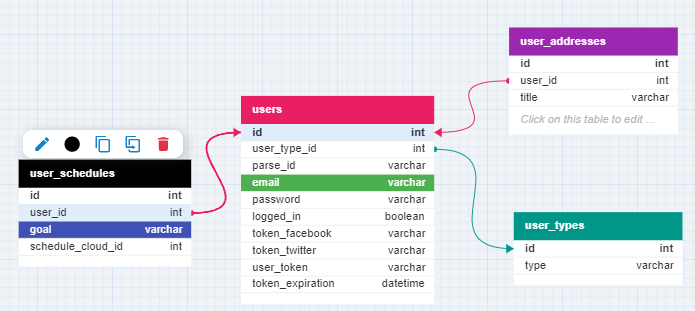 user_addresses
id int
user_id int
title varchar
Click on this table to edit ...
users
id int
user_type_id int
parse_id varchar
email varchar
password varchar
logged_in boolean
token_facebook varchar
token_twitter varchar
user_token varchar
token_expiration datetime
user_schedules
id int
user_id int
goal varchar
schedule_cloud_id int
user_types
id int
type varchar